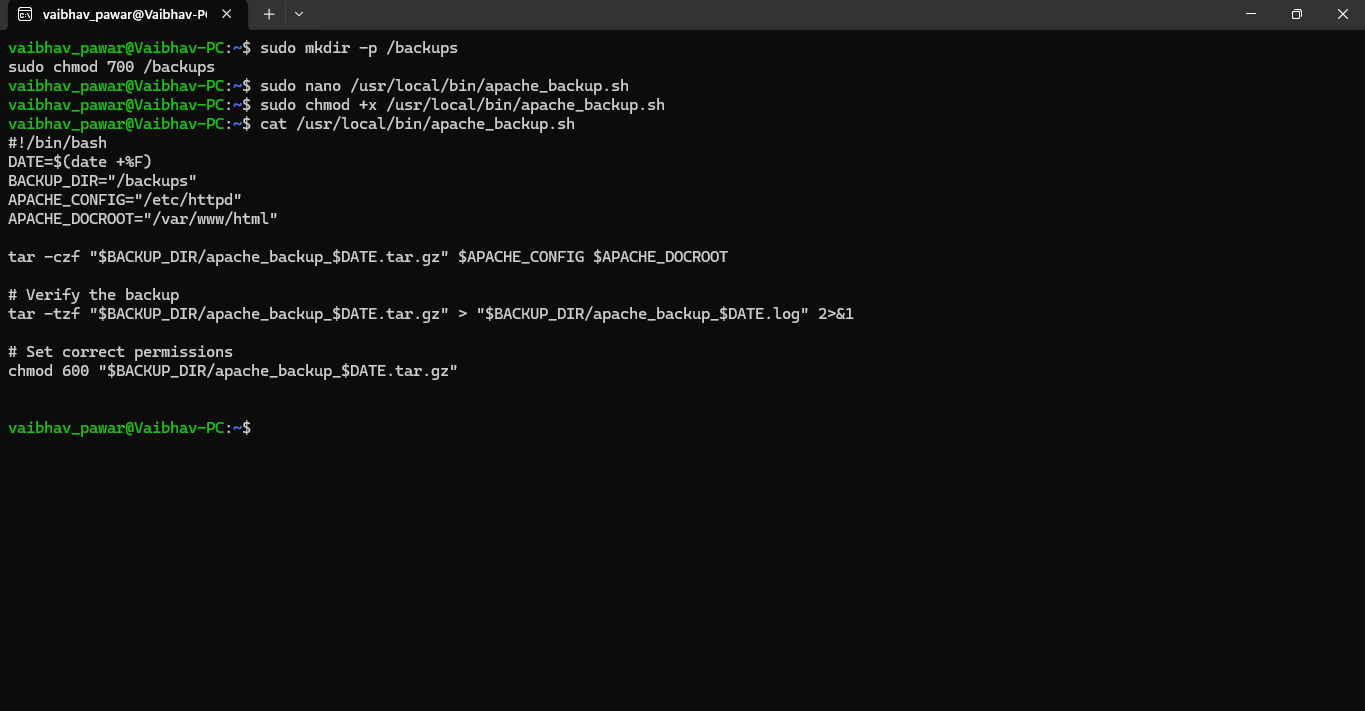 vaibhav_pawar@Vaibhav-P
vaibhav_pawar@Vaibhav-PC:~$ sudo mkdir -p /backups
sudo chmod 700 /backups
vaibhav_pawar@Vaibhav-PC:~$ sudo nano /usr/local/bin/apache_backup.sh
vaibhav_pawar@Vaibhav-PC:~$ sudo chmod +x /usr/local/bin/apache_backup.sh
vaibhav_pawar@Vaibhav-PC:~$ cat /usr/local/bin/apache_backup.sh
#!/bin/bash
DATE=$(date +%F)
BACKUP_DIR="/backups"
APACHE_CONFIG="/etc/httpd"
APACHE_DOCROOT="/var/www/html"
tar -czf "$BACKUP_DIR/apache_backup_$DATE.tar.gz" $APACHE_CONFIG $APACHE_DOCROOT
# Verify the backup
tar -tzf "$BACKUP_DIR/apache_backup_$DATE.tar.gz" > "$BACKUP_DIR/apache_backup_$DATE.log" 2>&1
# Set correct permissions
chmod 600 "$BACKUP_DIR/apache_backup_$DATE.tar.gz"
vaibhav_pawar@Vaibhav-PC:~$